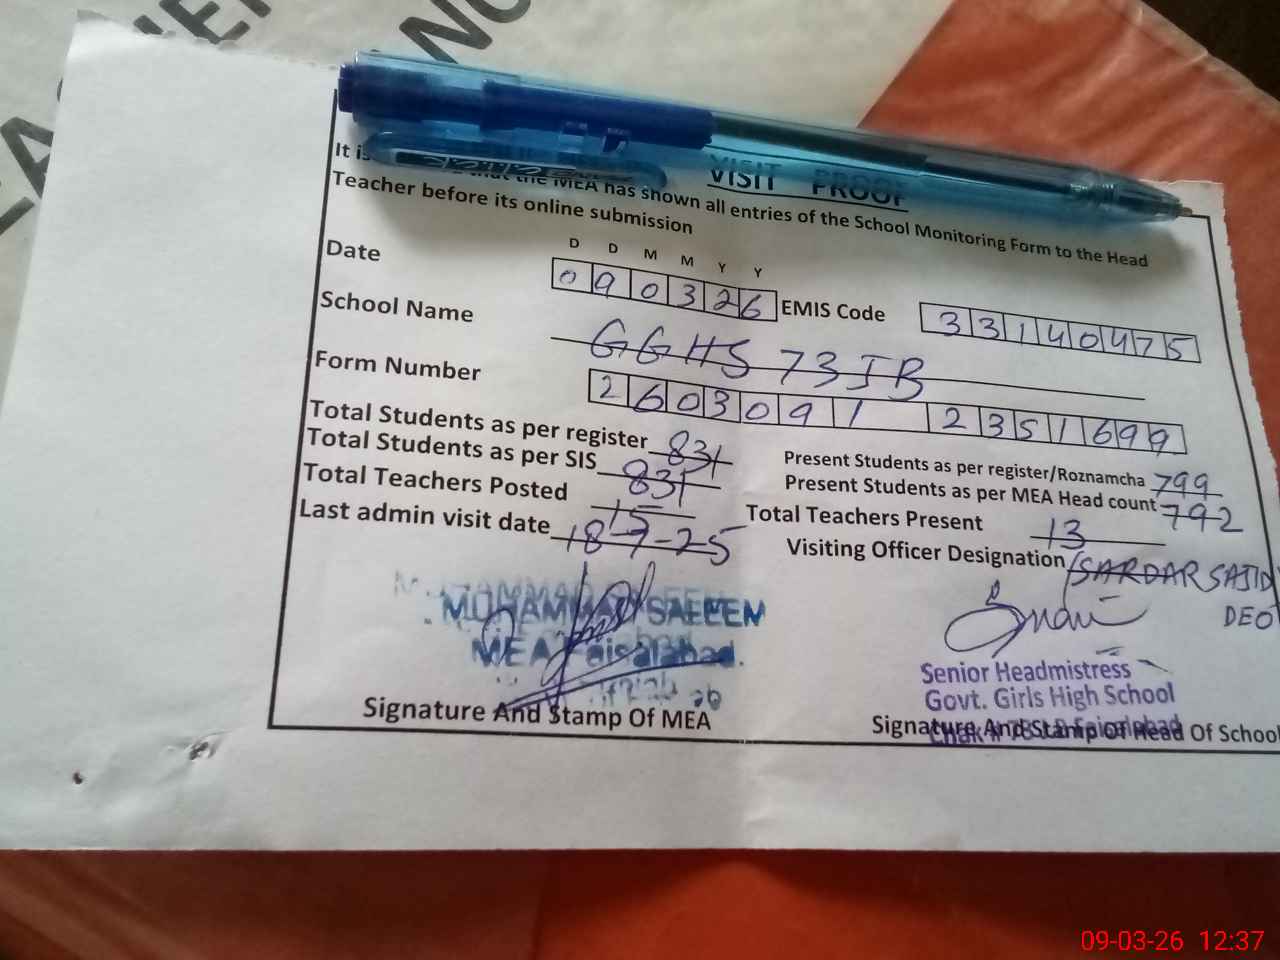 VISIT PROOF
It is that the MEA has shown all entries of the School Monitoring Form to the Head
Teacher before its online submission
D D M M Y Y
Date 0 9 0 3 2 6 EMIS Code 3 3 1 4 0 4 7 5
School Name GGHS 73 JB
Form Number 2 6 0 3 0 9 1 2 3 5 1 6 9 9
Total Students as per register 831 Present Students as per register/Roznamcha 799
Total Students as per SIS 831 Present Students as per MEA Head count 792
Total Teachers Posted 15 Total Teachers Present 13
Last admin visit date 18-7-25 Visiting Officer Designation SARDAR SAJID
DEO
MUHAMMAD SALEEM
MEA Faisalabad.
Senior Headmistress
Govt. Girls High School
Signature And Stamp Of MEA Signature And Stamp Of Head Of School
09-03-26 12:37